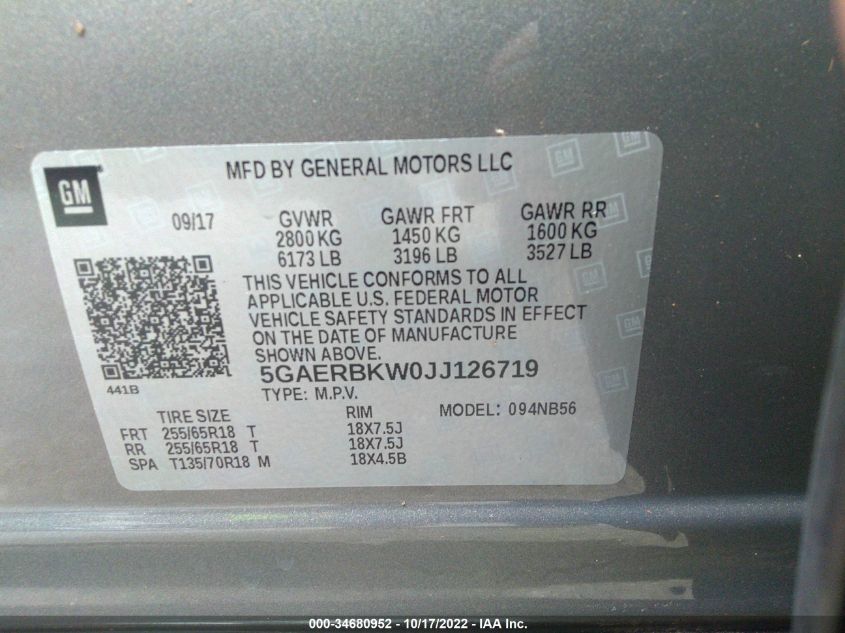 GM
MFD BY GENERAL MOTORS LLC
09/17 GVWR GAWR FRT GAWR RR
2800 KG 1450 KG 1600 KG
6173 LB 3196 LB 3527 LB
THIS VEHICLE CONFORMS TO ALL
APPLICABLE U.S. FEDERAL MOTOR
VEHICLE SAFETY STANDARDS IN EFFECT
ON THE DATE OF MANUFACTURE
SHOWN ABOVE.
441B
5GAERBKW0JJ126719
TYPE: M.P.V.
MODEL: 094NB56
TIRE SIZE RIM
FRT 255/65R18 T 18X7.5J
RR 255/65R18 T 18X7.5J
SPA T135/70R18 M 18X4.5B
000-34680952 - 10/17/2022 - IAA Inc.